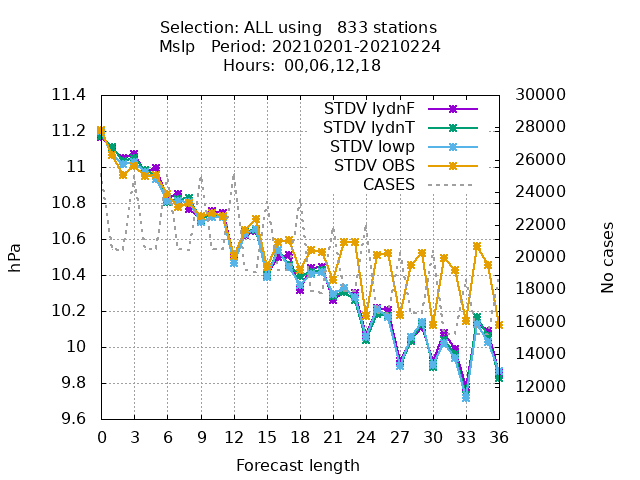 Selection: ALL using   833 stations
Mslp   Period: 20210201-20210224
Hours: 00,06,12,18
11.4
11.2
11
10.8
10.6
10.4
10.2
10
9.8
9.6
hPa
STDV lydnF
STDV lydnT
STDV lowp
STDV OBS
CASES
30000
28000
26000
24000
22000
20000
18000
16000
14000
12000
10000
No cases
0 3 6 9 12 15 18 21 24 27 30 33 36
Forecast length